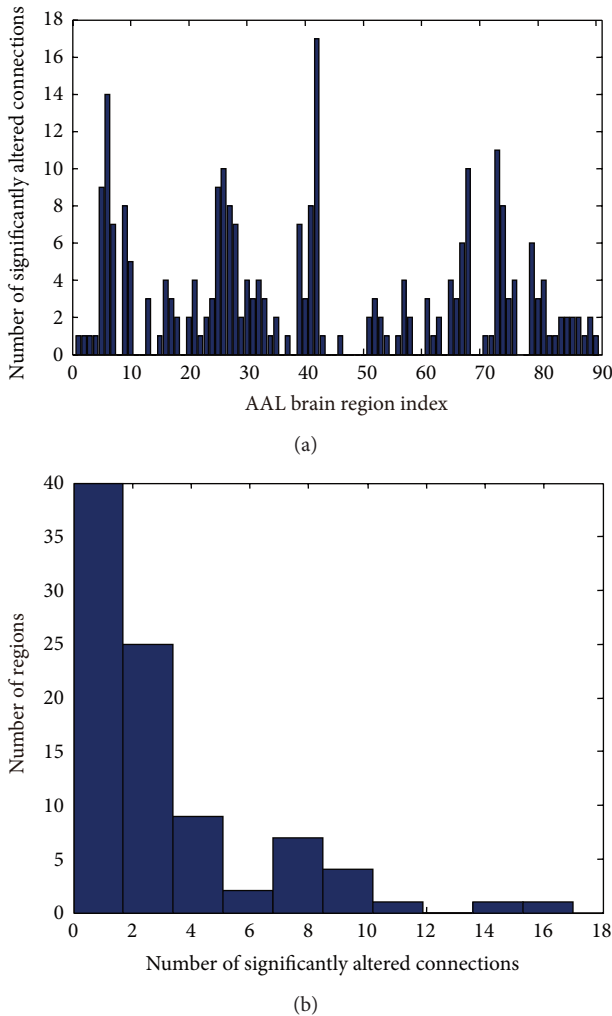 Number of significantly altered connections
18
16
14
12
10
8
6
4
2
0
0 10 20 30 40 50 60 70 80 90
AAL brain region index
(a)
Number of regions
40
35
30
25
20
15
10
5
0
0 2 4 6 8 10 12 14 16 18
Number of significantly altered connections
(b)